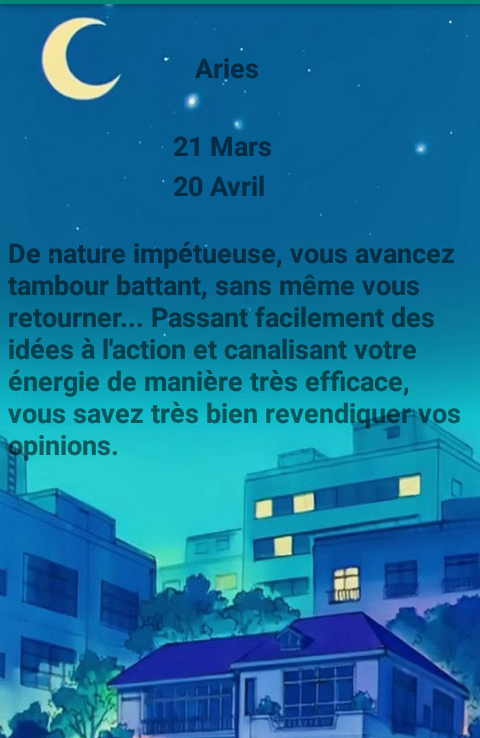 Aries
21 Mars
20 Avril
De nature impétueuse, vous avancez
tambour battant, sans même vous
retourner... Passant facilement des
idées à l'action et canalisant votre
énergie de manière très efficace,
vous savez très bien revendiquer vos
opinions.